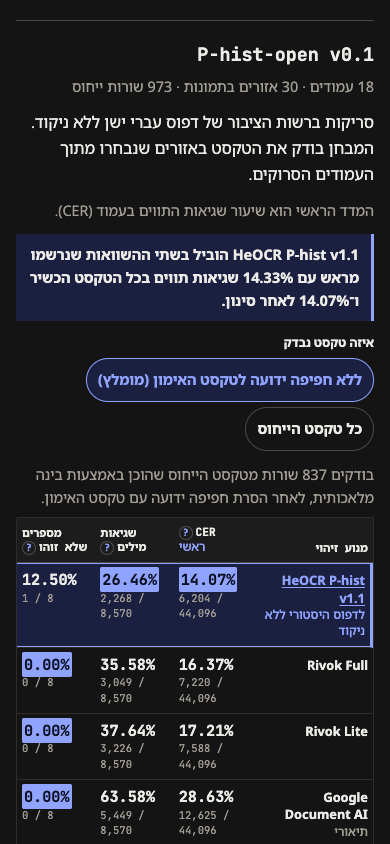 P-hist-open v0.1
18 עמודים · 30 אזורים בתמונות · 973 שורות ייחוס
סריקות ברשות הציבור של דפוס עברי ישן ללא ניקוד.
המבחן בודק את הטקסט באזורים שנבחרו מתוך
העמודים הסרוקים.
המדד הראשי הוא שיעור שגיאות התווים בעמוד (CER).
HeOCR P-hist v1.1 הוביל בשתי ההשוואות שנרשמו
מראש עם 14.33% שגיאות תווים בכל הטקסט הכשיר
ו־14.07% לאחר סינון.
איזה טקסט נבדק
ללא חפיפה ידועה לטקסט האימון (מומלץ)
כל טקסט הייחוס
בודקים 837 שורות מטקסט הייחוס שהוכן באמצעות בינה
מלאכותית, לאחר הסרת חפיפה ידועה עם טקסט האימון.
מנוע זיהוי
CER ?
ראשי
שגיאות
מילים ?
מספרים
שלא זוהו ?
HeOCR P-hist
v1.1
לדפוס היסטורי ללא
ניקוד
14.07%
6,204 /
44,096
26.46%
2,268 /
8,570
12.50%
1 / 8
Rivok Full
16.37%
7,220 /
44,096
35.58%
3,049 /
8,570
0.00%
0 / 8
Rivok Lite
17.21%
7,588 /
44,096
37.64%
3,226 /
8,570
0.00%
0 / 8
Google
Document AI
תיאורי
28.63%
12,625 /
44,096
63.58%
5,449 /
8,570
0.00%
0 / 8